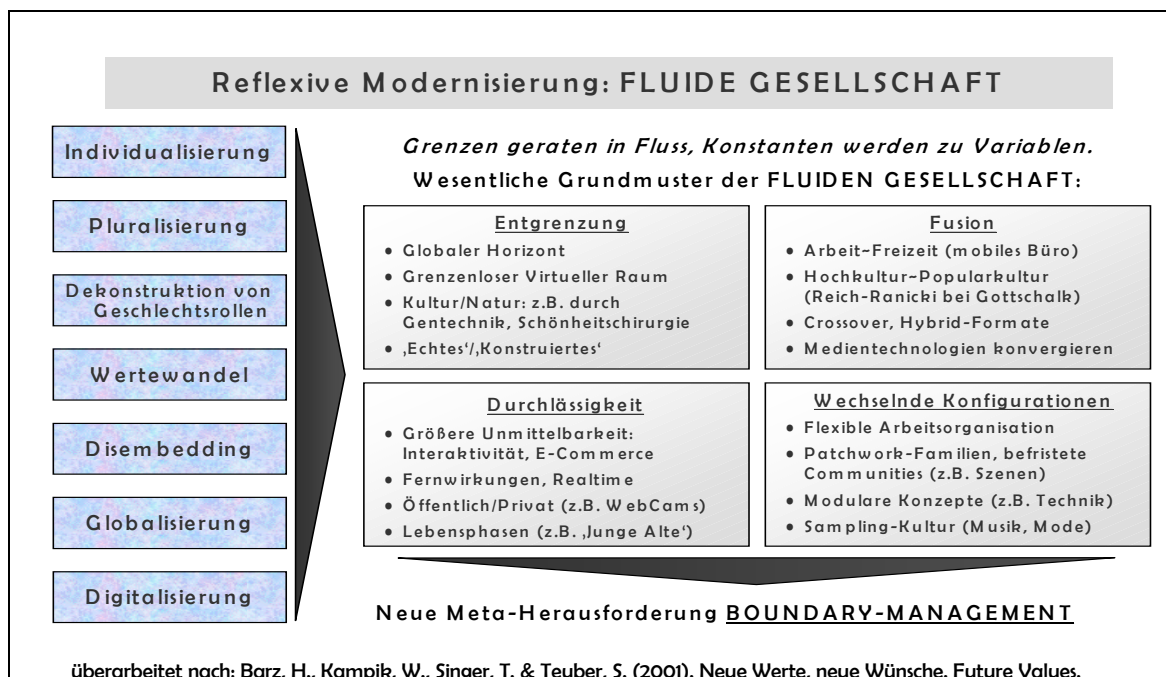 Reflexive Modernisierung: FLUIDE GESELLSCHAFT
Individualisierung
Pluralisierung
Dekonstruktion von
Geschlechtsrollen
Wertewandel
Disembedding
Globalisierung
Digitalisierung
Grenzen geraten in Fluss, Konstanten werden zu Variablen.
Wesentliche Grundmuster der FLUIDEN GESELLSCHAFT:
Entgrenzung
• Globaler Horizont
• Grenzenloser Virtueller Raum
• Kultur/Natur: z.B. durch
Gentechnik, Schönheitschirurgie
• ‚Echtes‘/‚Konstruiertes‘
Fusion
• Arbeit~Freizeit (mobiles Büro)
• Hochkultur~Popularkultur
(Reich-Ranicki bei Gottschalk)
• Crossover, Hybrid-Formate
• Medientechnologien konvergieren
Durchlässigkeit
• Größere Unmittelbarkeit:
Interaktivität, E-Commerce
• Fernwirkungen, Realtime
• Öffentlich/Privat (z.B. WebCams)
• Lebensphasen (z.B. ‚Junge Alte‘)
Wechselnde Konfigurationen
• Flexible Arbeitsorganisation
• Patchwork-Familien, befristete
Communities (z.B. Szenen)
• Modulare Konzepte (z.B. Technik)
• Sampling-Kultur (Musik, Mode)
Neue Meta-Herausforderung BOUNDARY-MANAGEMENT
überarbeitet nach: Barz, H., Kampik, W., Singer, T. & Teuber, S. (2001). Neue Werte, neue Wünsche. Future Values.